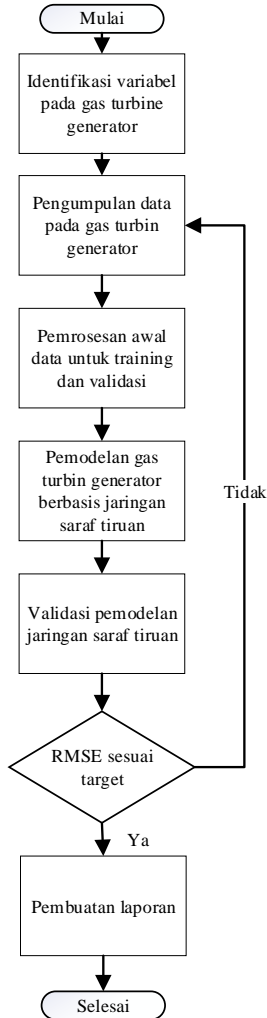 Mulai
Identifikasi variabel
pada gas turbine
generator
Pengumpulan data
pada gas turbin
generator
Pemrosesan awal
data untuk training
dan validasi
Pemodelan gas
turbin generator
berbasis jaringan
saraf tiruan
Tidak
Validasi pemodelan
jaringan saraf tiruan
RMSE sesuai
target
Ya
Pembuatan laporan
Selesai